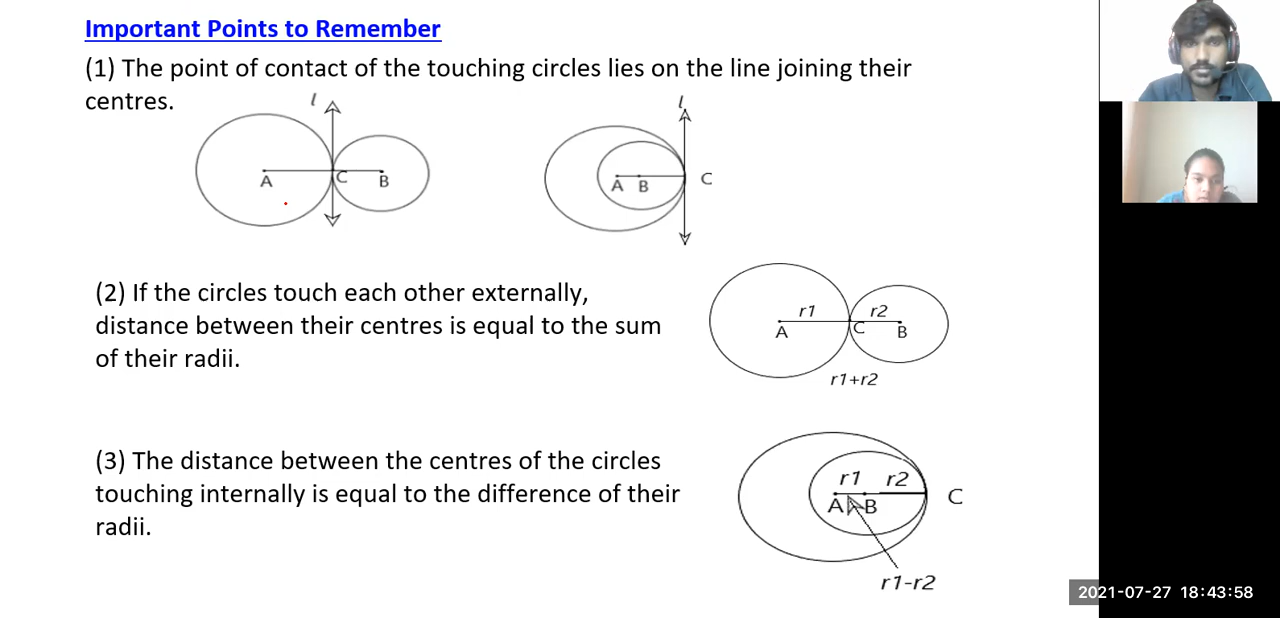 Important Points to Remember
(1) The point of contact of the touching circles lies on the line joining their
centres.
l
A C B
l
A B C
(2) If the circles touch each other externally,
distance between their centres is equal to the sum
of their radii.
r1 r2
A C B
r1+r2
(3) The distance between the centres of the circles
touching internally is equal to the difference of their
radii.
r1 r2
A B C
r1-r2
2021-07-27 18:43:58